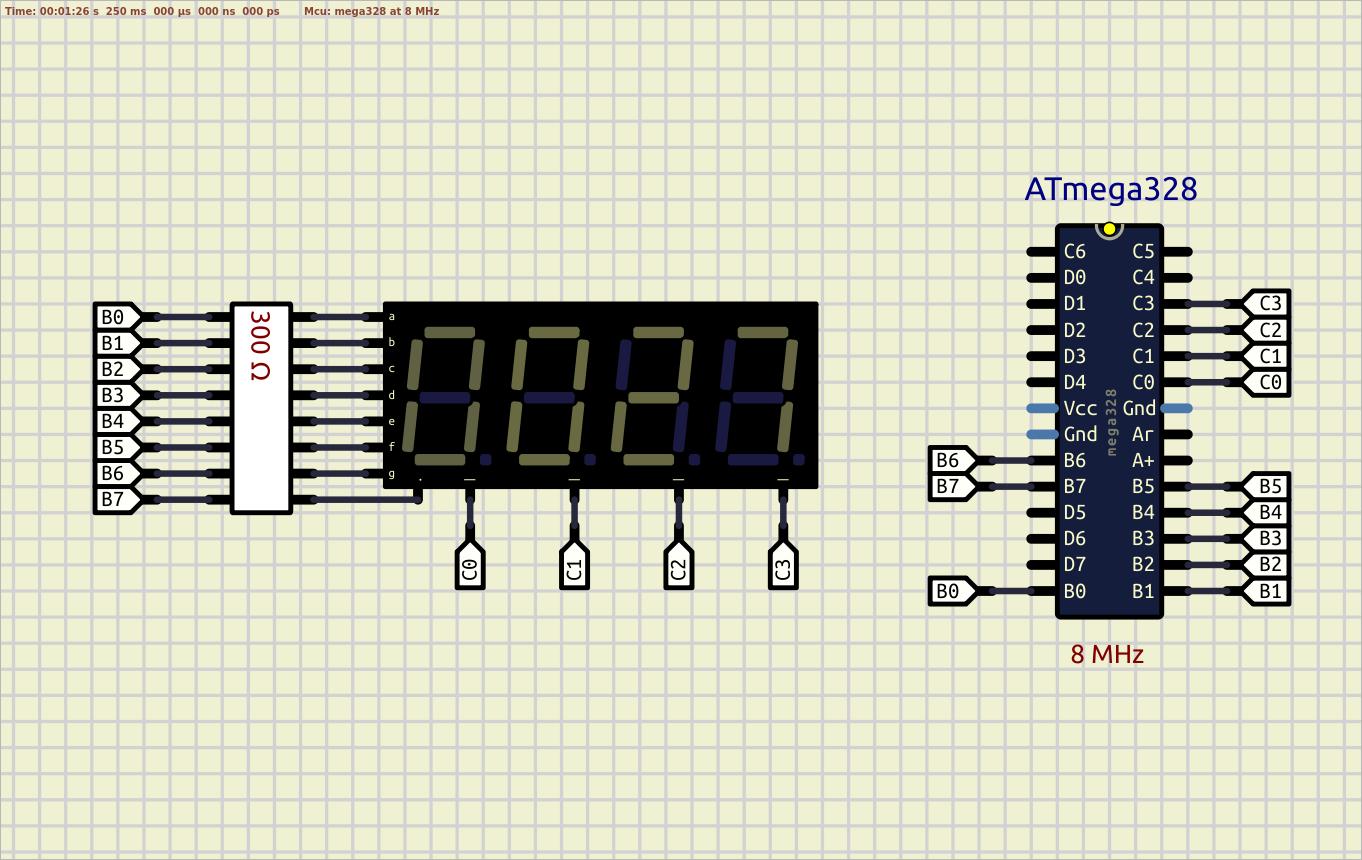 Time: 00:01:26 s 250 ms 000 µs 000 ns 000 ps Mcu: mega328 at 8 MHz
ATmega328
C6 C5
D0 C4
D1 C3 C3
D2 C2 C2
D3 C1 C1
D4 C0 C0
Vcc Gnd
Gnd Ar
B6 B6 A+
B7 B7 B5 B5
D5 B4 B4
D6 B3 B3
D7 B2 B2
B0 B0 B1 B1
mega328
8 MHz
B0 a
B1 b
B2 c
B3 d
B4 e
B5 f
B6 g
B7 .
300 Ω
0027
C0 C1 C2 C3